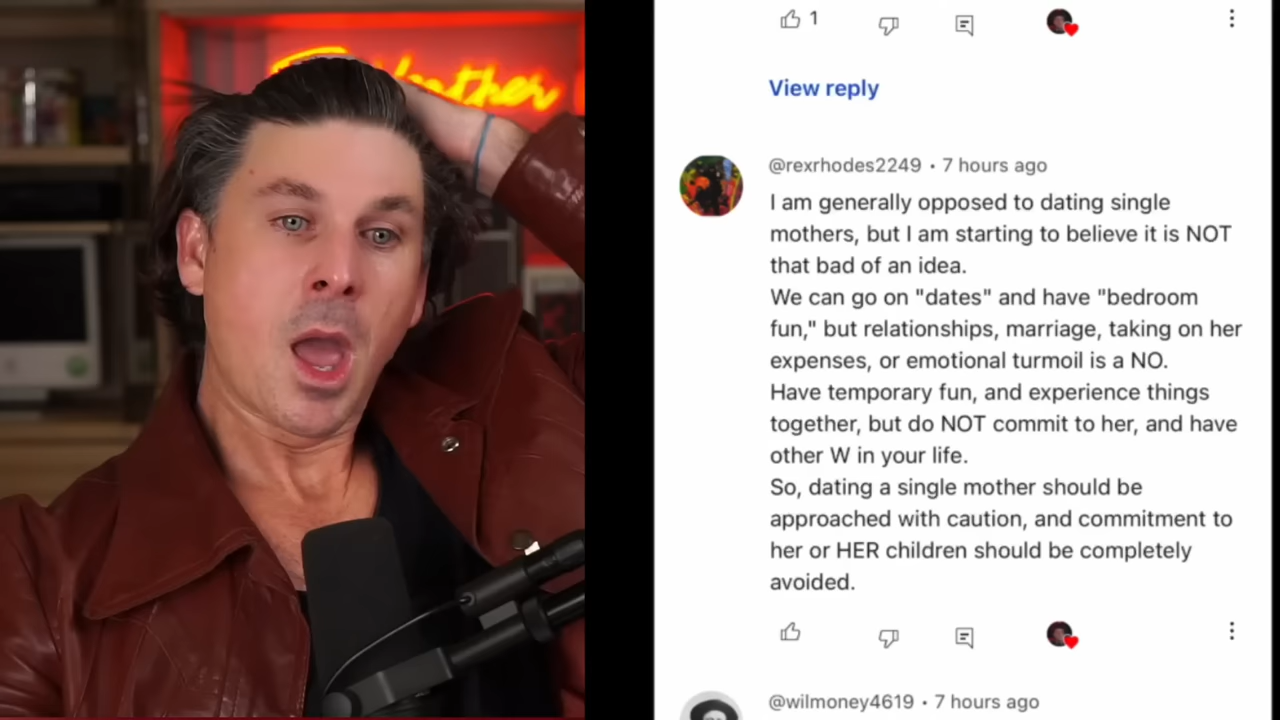 other
1
View reply
@rexrhodes2249 • 7 hours ago
I am generally opposed to dating single
mothers, but I am starting to believe it is NOT
that bad of an idea.
We can go on "dates" and have "bedroom
fun," but relationships, marriage, taking on her
expenses, or emotional turmoil is a NO.
Have temporary fun, and experience things
together, but do NOT commit to her, and have
other W in your life.
So, dating a single mother should be
approached with caution, and commitment to
her or HER children should be completely
avoided.
@wilmoney4619 • 7 hours ago